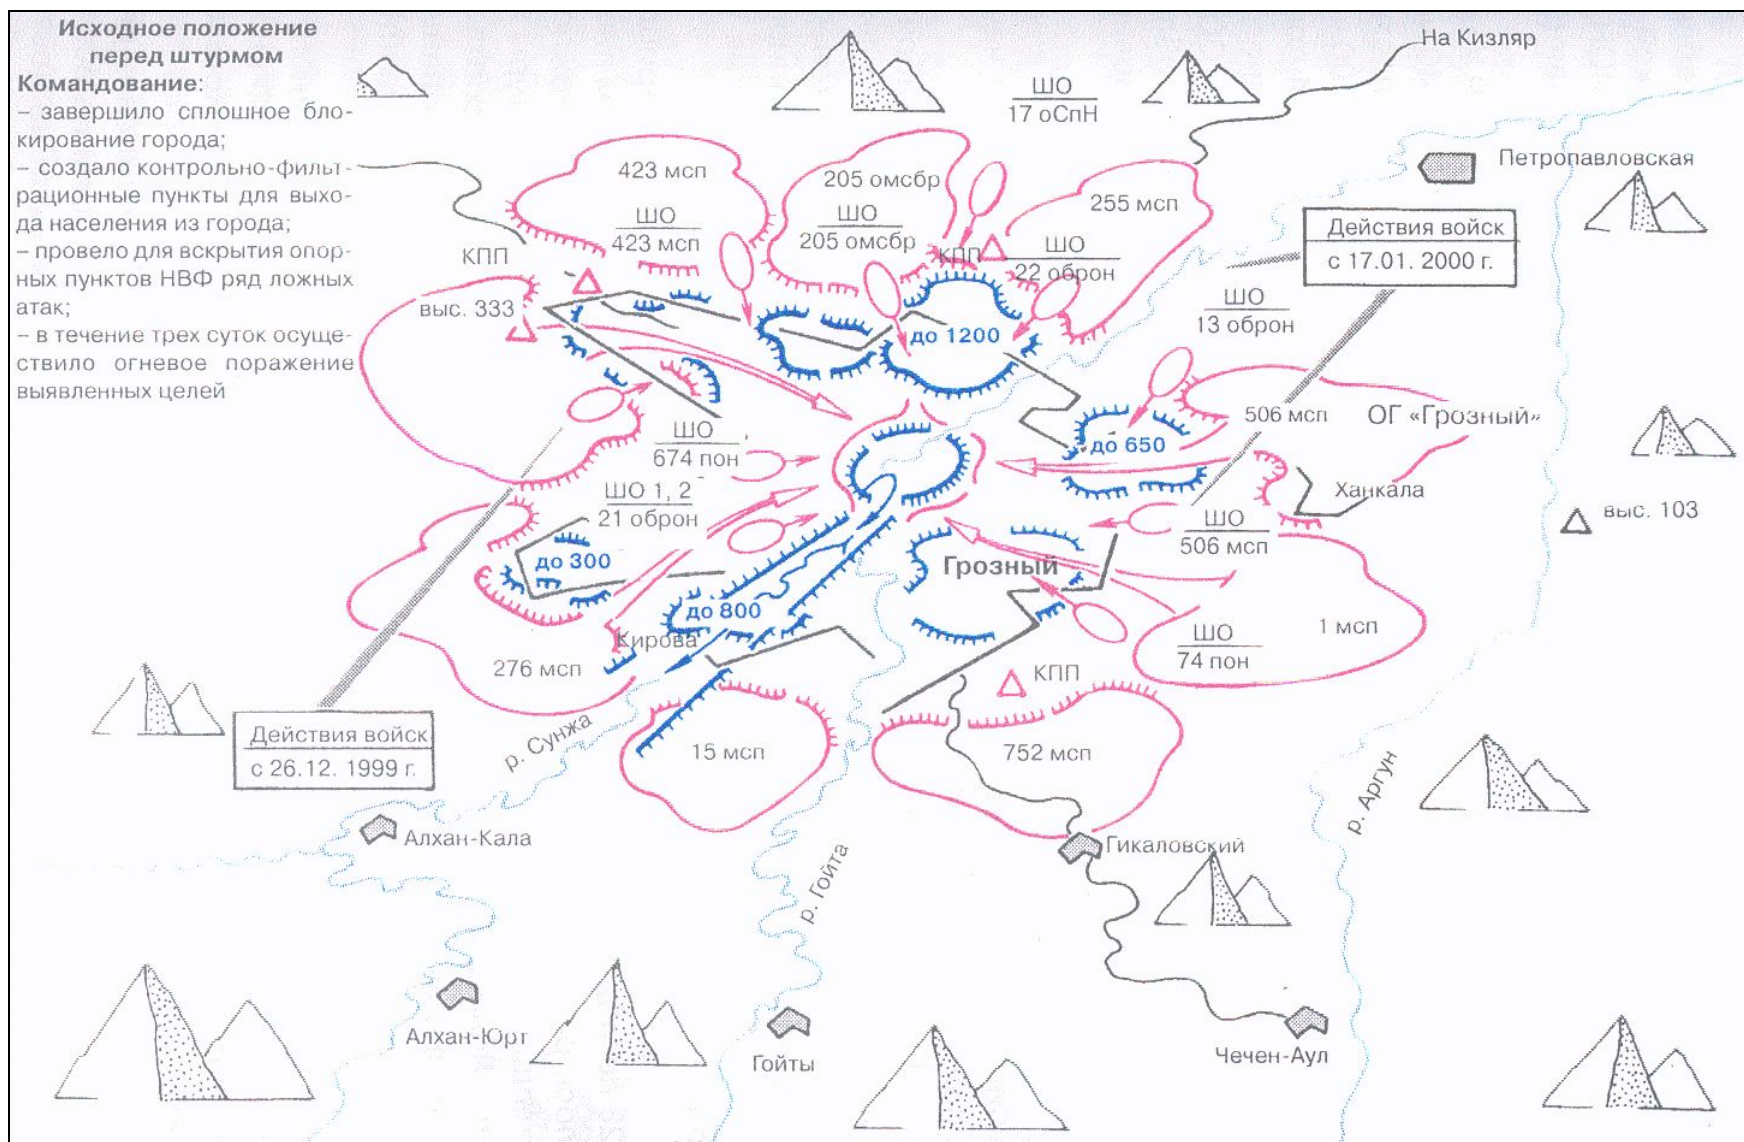 Исходное положение
перед штурмом
Командование:
– завершило сплошное бло-
кирование города;
– создало контрольно-фильт-
рационные пункты для выхо-
да населения из города;
– провело для вскрытия опор-
ных пунктов НВФ ряд ложных
атак;
– в течение трех суток осуще-
ствило огневое поражение
выявленных целей
На Кизляр
ШО
17 оСпН
Петропавловская
423 мсп
205 омсбр
255 мсп
ШО
423 мсп
ШО
205 омсбр
КПП
ШО
22 оброн
Действия войск
с 17.01. 2000 г.
КПП
выс. 333
ШО
13 оброн
до 1200
506 мсп
ОГ «Грозный»
до 650
ШО
674 пон
ШО 1, 2
21 оброн
Ханкала
выс. 103
ШО
506 мсп
до 300
Грозный
до 800
Кирова
1 мсп
ШО
74 пон
276 мсп
КПП
15 мсп
752 мсп
р. Сунжа
Действия войск
с 26.12. 1999 г.
р. Аргун
Алхан-Кала
Гикаловский
р. Гойта
Алхан-Юрт
Гойты
Чечен-Аул